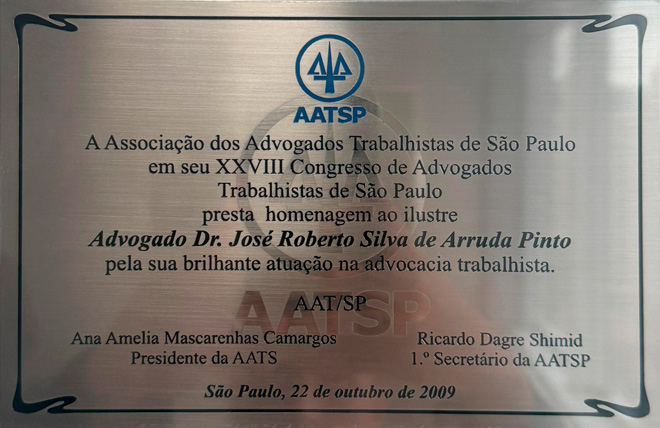 AATSP
A Associação dos Advogados Trabalhistas de São Paulo
em seu XXVIII Congresso de Advogados
Trabalhistas de São Paulo
presta homenagem ao ilustre
Advogado Dr. José Roberto Silva de Arruda Pinto
pela sua brilhante atuação na advocacia trabalhista.
AAT/SP
AATSP
Ana Amelia Mascarenhas Camargos
Presidente da AATS
Ricardo Dagre Shimid
1.º Secretário da AATSP
São Paulo, 22 de outubro de 2009